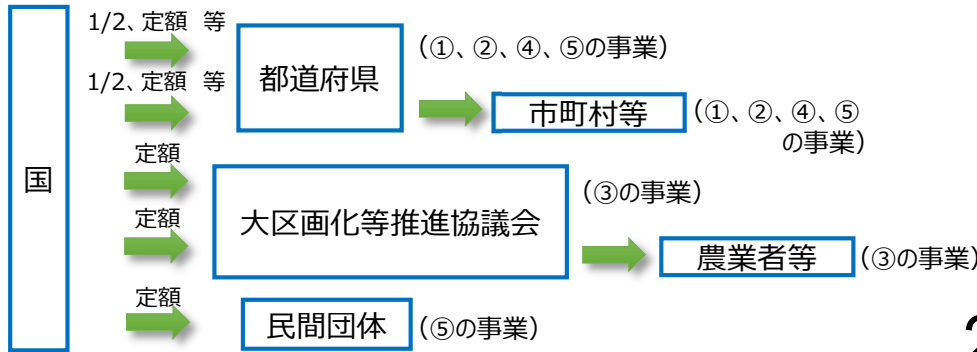 国
1/2、定額 等
1/2、定額 等
都道府県
（①、②、④、⑤の事業）
市町村等
（①、②、④、⑤
の事業）
定額
定額
大区画化等推進協議会
（③の事業）
農業者等
（③の事業）
定額
民間団体
（⑤の事業）